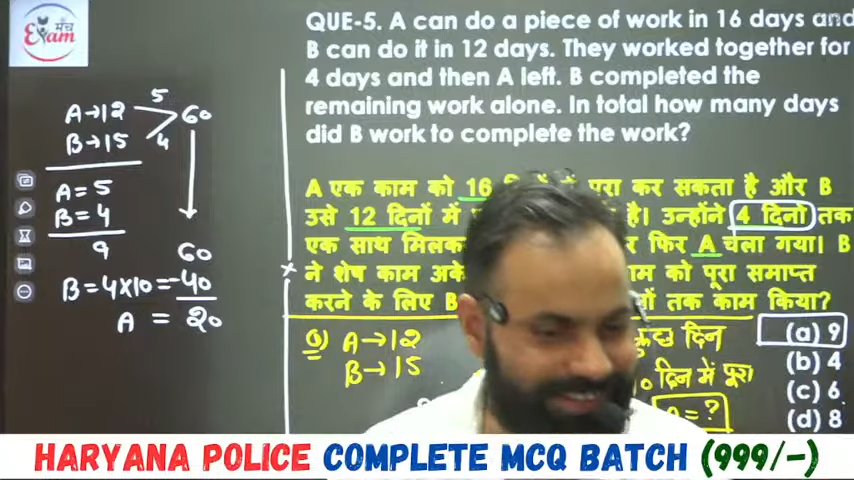 मंच
Exam
QUE-5. A can do a piece of work in 16 days and
B can do it in 12 days. They worked together for
4 days and then A left. B completed the
remaining work alone. In total how many days
did B work to complete the work?
A→12 5 60
B→15 4
A = 5
B = 4
9
60
B = 4×10 = -40
A = 20
A एक काम को 16 दिनों में पूरा कर सकता है और B
उसे 12 दिनों में है। उन्होंने 4 दिनों तक
एक साथ मिलकर फिर A चला गया। B
ने शेष काम काम को पूरा समाप्त
करने के लिए B तक काम किया?
Q) A→12 कुछ दिन
B→15 दिन में पूरा
= ?
(a) 9
(b) 4
(c) 6
(d) 8
HARYANA POLICE COMPLETE MCQ BATCH (999/-)